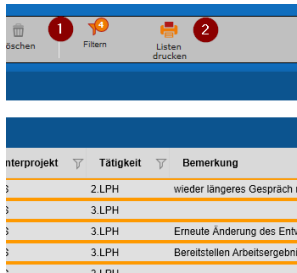 1 4 2
öschen Filtern Listen
drucken
nterprojekt Tätigkeit Bemerkung
2.LPH wieder längeres Gespräch
3.LPH
3.LPH Erneute Änderung des Entw
3.LPH Bereitstellen Arbeitsergebni